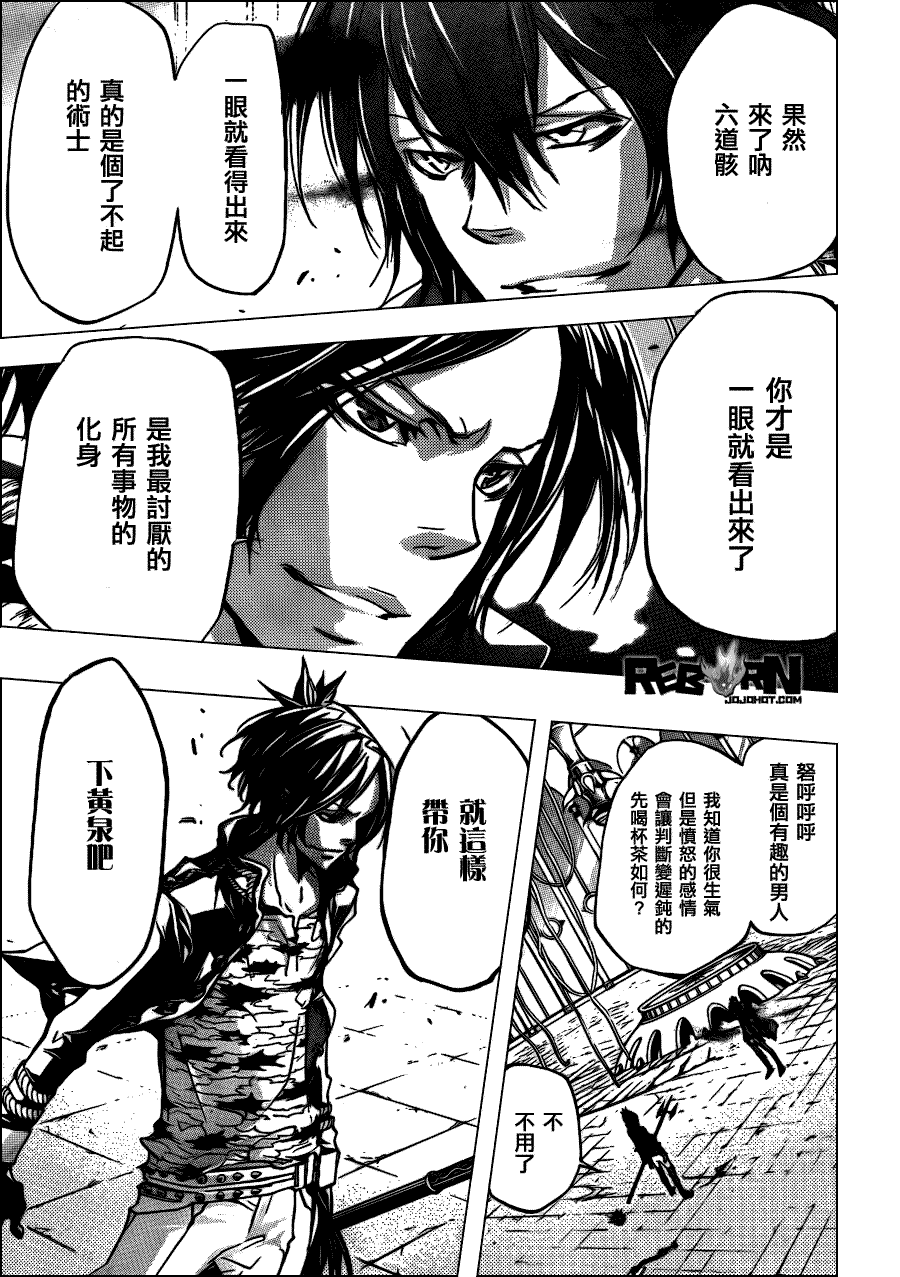 果然
來了吶
六道骸
一眼就看得出來
真的是個了不起
的術士
你才是
一眼就看出來了
是我最討厭的
所有事物的
化身
REBORN
JOJOHOT.COM
真是個有趣的男人
我知道你很生氣
但是憤怒的感情
會讓判斷變遲鈍的
先喝杯茶如何？
不
不用了
就這樣
帶你
下黃泉吧